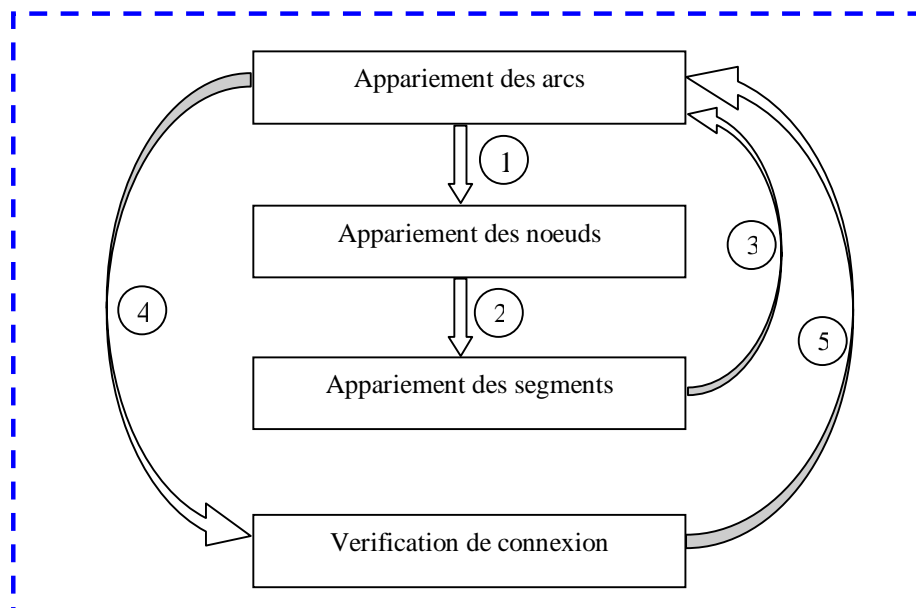 Appariement des arcs
1
Appariement des noeuds
3
4
2
5
Appariement des segments
Verification de connexion